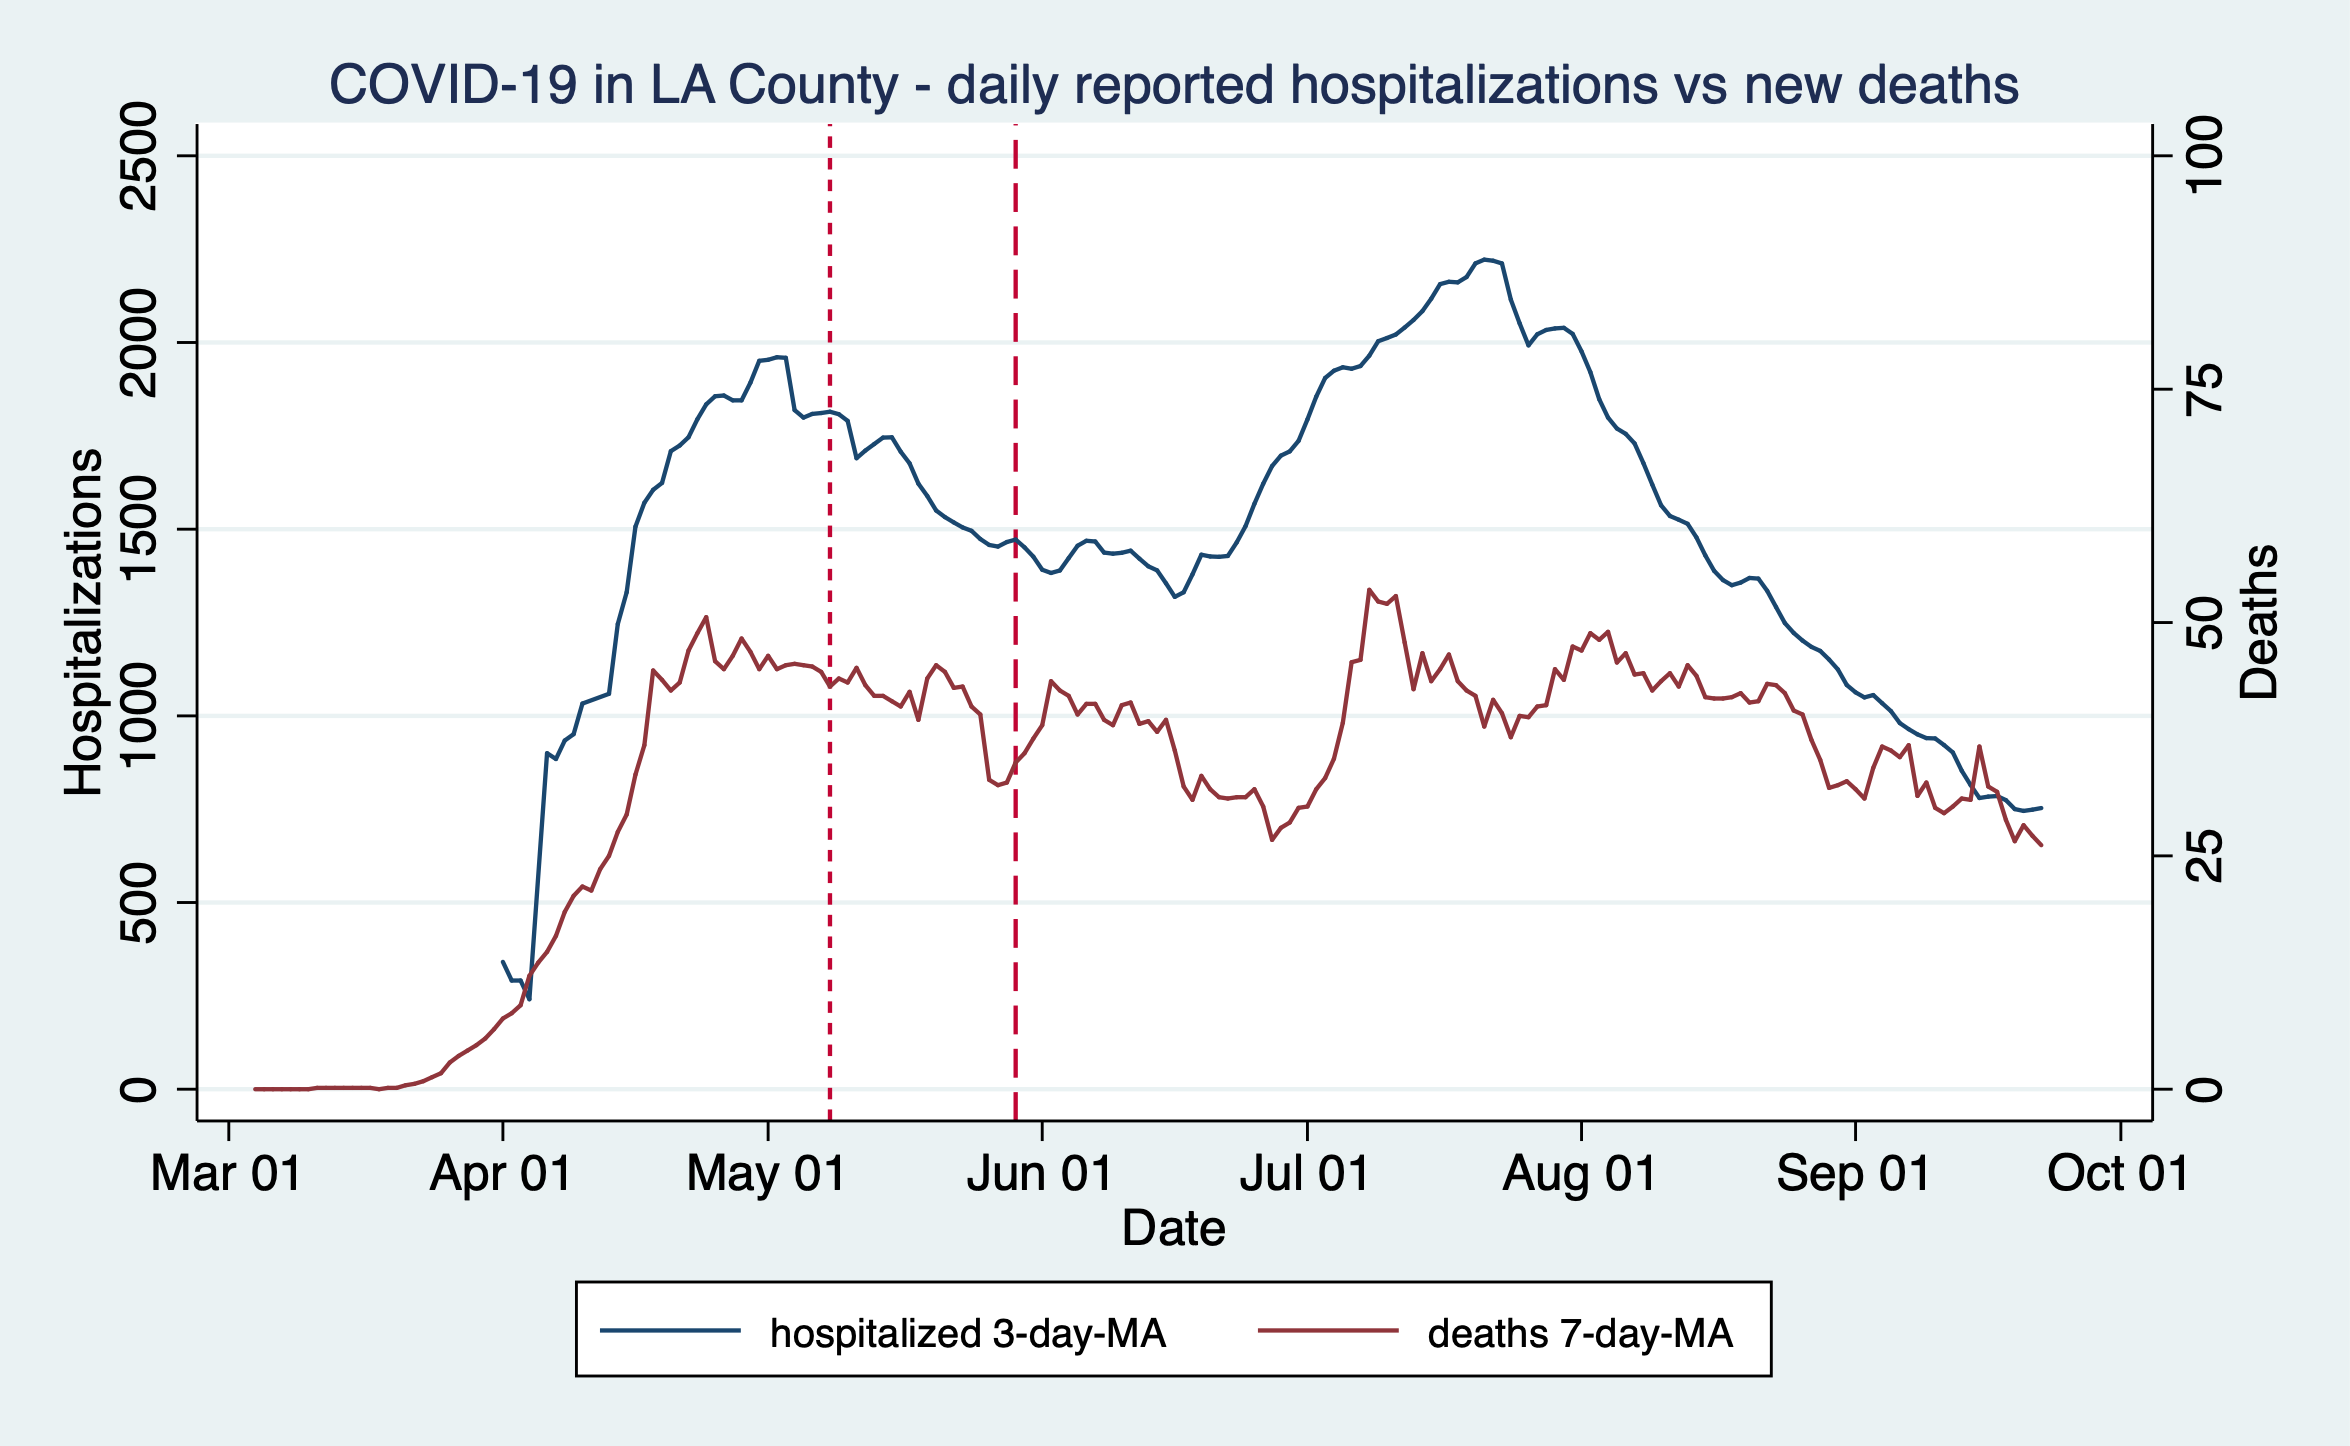 COVID-19 in LA County - daily reported hospitalizations vs new deaths
Hospitalizations
2500
2000
1500
1000
500
0
100
75
50
25
0
Deaths
Mar 01 Apr 01 May 01 Jun 01 Jul 01 Aug 01 Sep 01 Oct 01
Date
hospitalized 3-day-MA deaths 7-day-MA